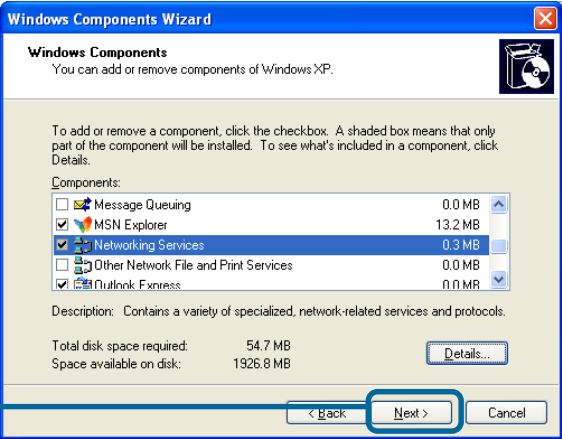 Windows Components Wizard
Windows Components
You can add or remove components of Windows XP.
To add or remove a component, click the checkbox. A shaded box means that only
part of the component will be installed. To see what's included in a component, click
Details.
Components:
Message Queuing 0.0 MB
MSN Explorer 13.2 MB
Networking Services 0.3 MB
Other Network File and Print Services 0.0 MB
Outlook Express 0.0 MB
Description: Contains a variety of specialized, network-related services and protocols.
Total disk space required: 54.7 MB
Space available on disk: 1926.8 MB
Details...
< Back Next > Cancel